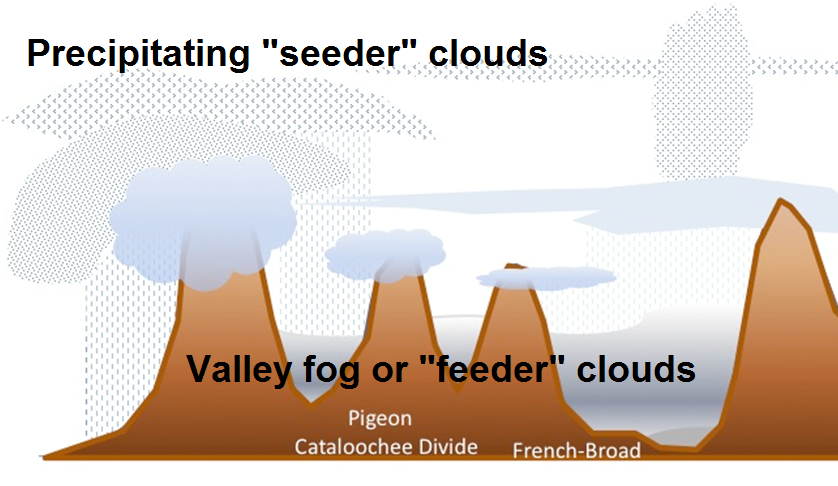 Precipitating "seeder" clouds
Valley fog or "feeder" clouds
Pigeon
Cataloochee Divide
French-Broad